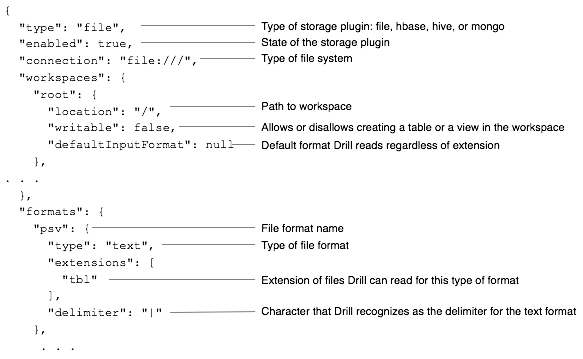 {
"type": "file", Type of storage plugin: file, hbase, hive, or mongo
"enabled": true, State of the storage plugin
"connection": "file:///", Type of file system
"workspaces": {
"root": {
"location": "/", Path to workspace
"writable": false, Allows or disallows creating a table or a view in the workspace
"defaultInputFormat": null Default format Drill reads regardless of extension
},
. . .
},
"formats": {
"psv": { File format name
"type": "text", Type of file format
"extensions": [
"tbl" Extension of files Drill can read for this type of format
],
"delimiter": "|" Character that Drill recognizes as the delimiter for the text format
},
. . .